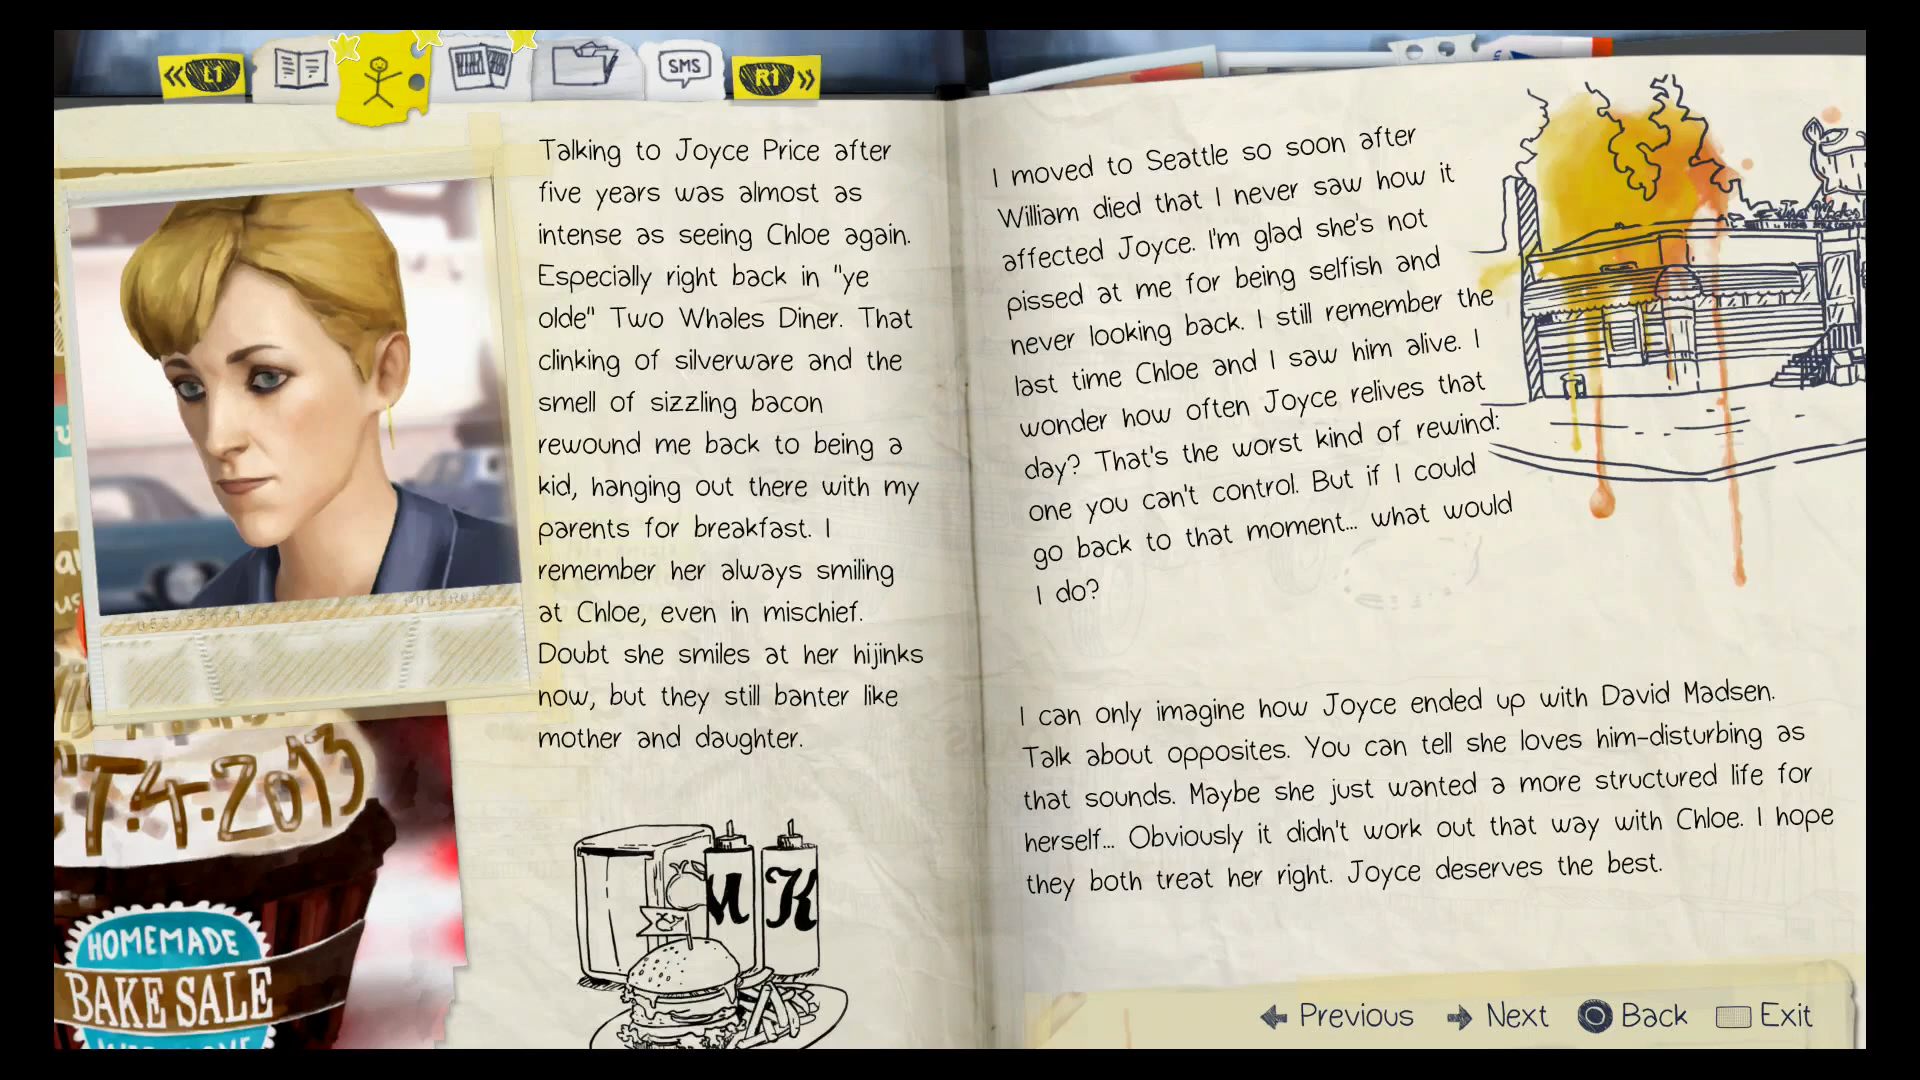 L1
SMS
R1
Talking to Joyce Price after
five years was almost as
intense as seeing Chloe again.
Especially right back in "ye
olde" Two Whales Diner. That
clinking of silverware and the
smell of sizzling bacon
rewound me back to being a
kid, hanging out there with my
parents for breakfast. I
remember her always smiling
at Chloe, even in mischief.
Doubt she smiles at her hijinks
now, but they still banter like
mother and daughter.
T.4.2013
HOMEMADE
BAKE SALE
M K
I moved to Seattle so soon after
William died that I never saw how it
affected Joyce. I'm glad she's not
pissed at me for being selfish and
never looking back. I still remember the
last time Chloe and I saw him alive. I
wonder how often Joyce relives that
day? That's the worst kind of rewind:
one you can't control. But if I could
go back to that moment... what would
I do?
I can only imagine how Joyce ended up with David Madsen.
Talk about opposites. You can tell she loves him-disturbing as
that sounds. Maybe she just wanted a more structured life for
herself... Obviously it didn't work out that way with Chloe. I hope
they both treat her right. Joyce deserves the best.
Previous Next Back Exit